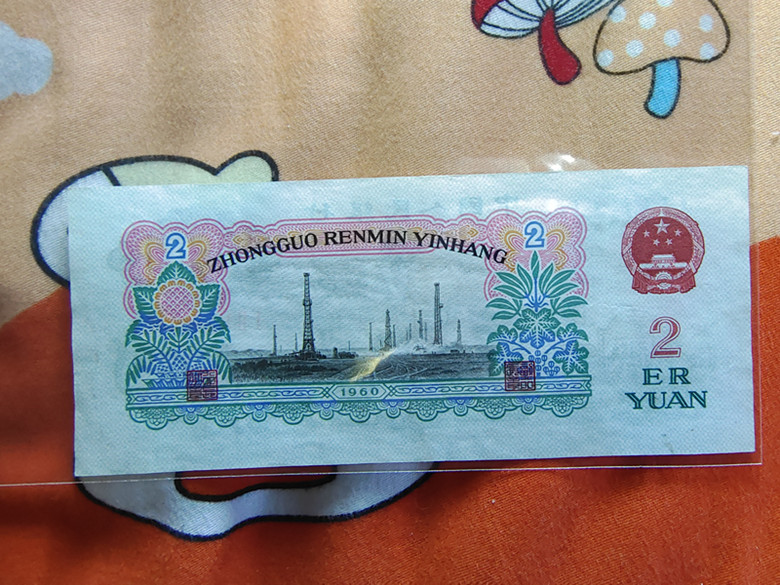 2
2
ZHONGGUO RENMIN YINHANG
1960
2
ER
YUAN